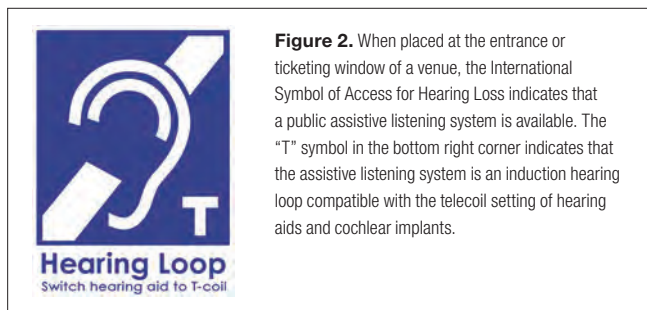 T
Hearing Loop
Switch hearing aid to T-coil
Figure 2. When placed at the entrance or
ticketing window of a venue, the International
Symbol of Access for Hearing Loss indicates that
a public assistive listening system is available. The
“T” symbol in the bottom right corner indicates that
the assistive listening system is an induction hearing
loop compatible with the telecoil setting of hearing
aids and cochlear implants.